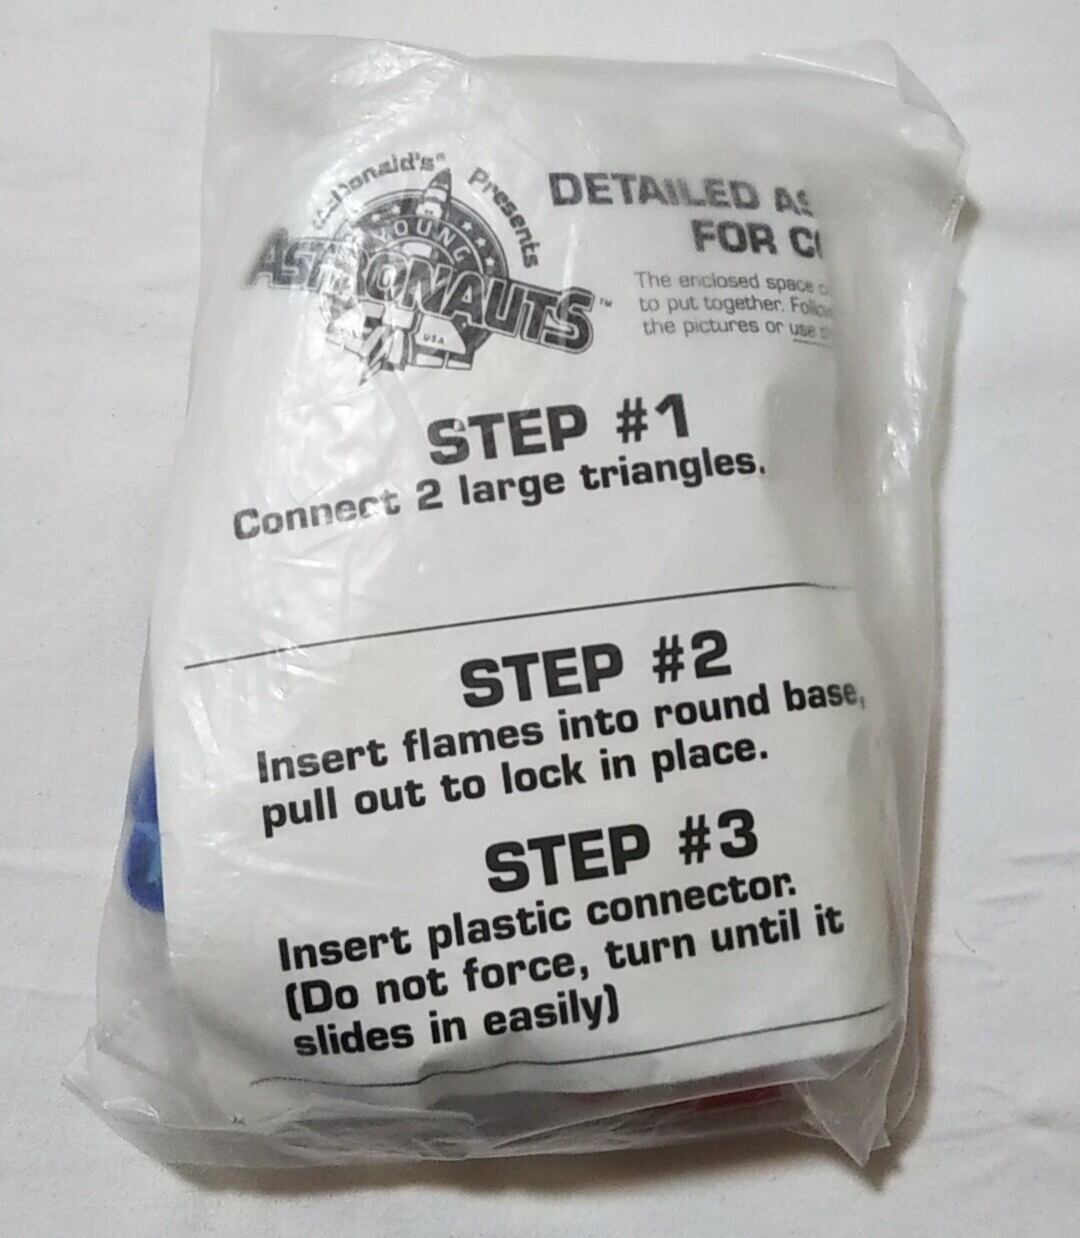 McDonald's® Presents
YOUNG
ASTRONAUTS™
USA
DETAILED
FOR
The enclosed space
to put together.
the pictures or use
STEP #1
Connect 2 large triangles.
STEP #2
Insert flames into round base,
pull out to lock in place.
STEP #3
Insert plastic connector.
(Do not force, turn until it
slides in easily)